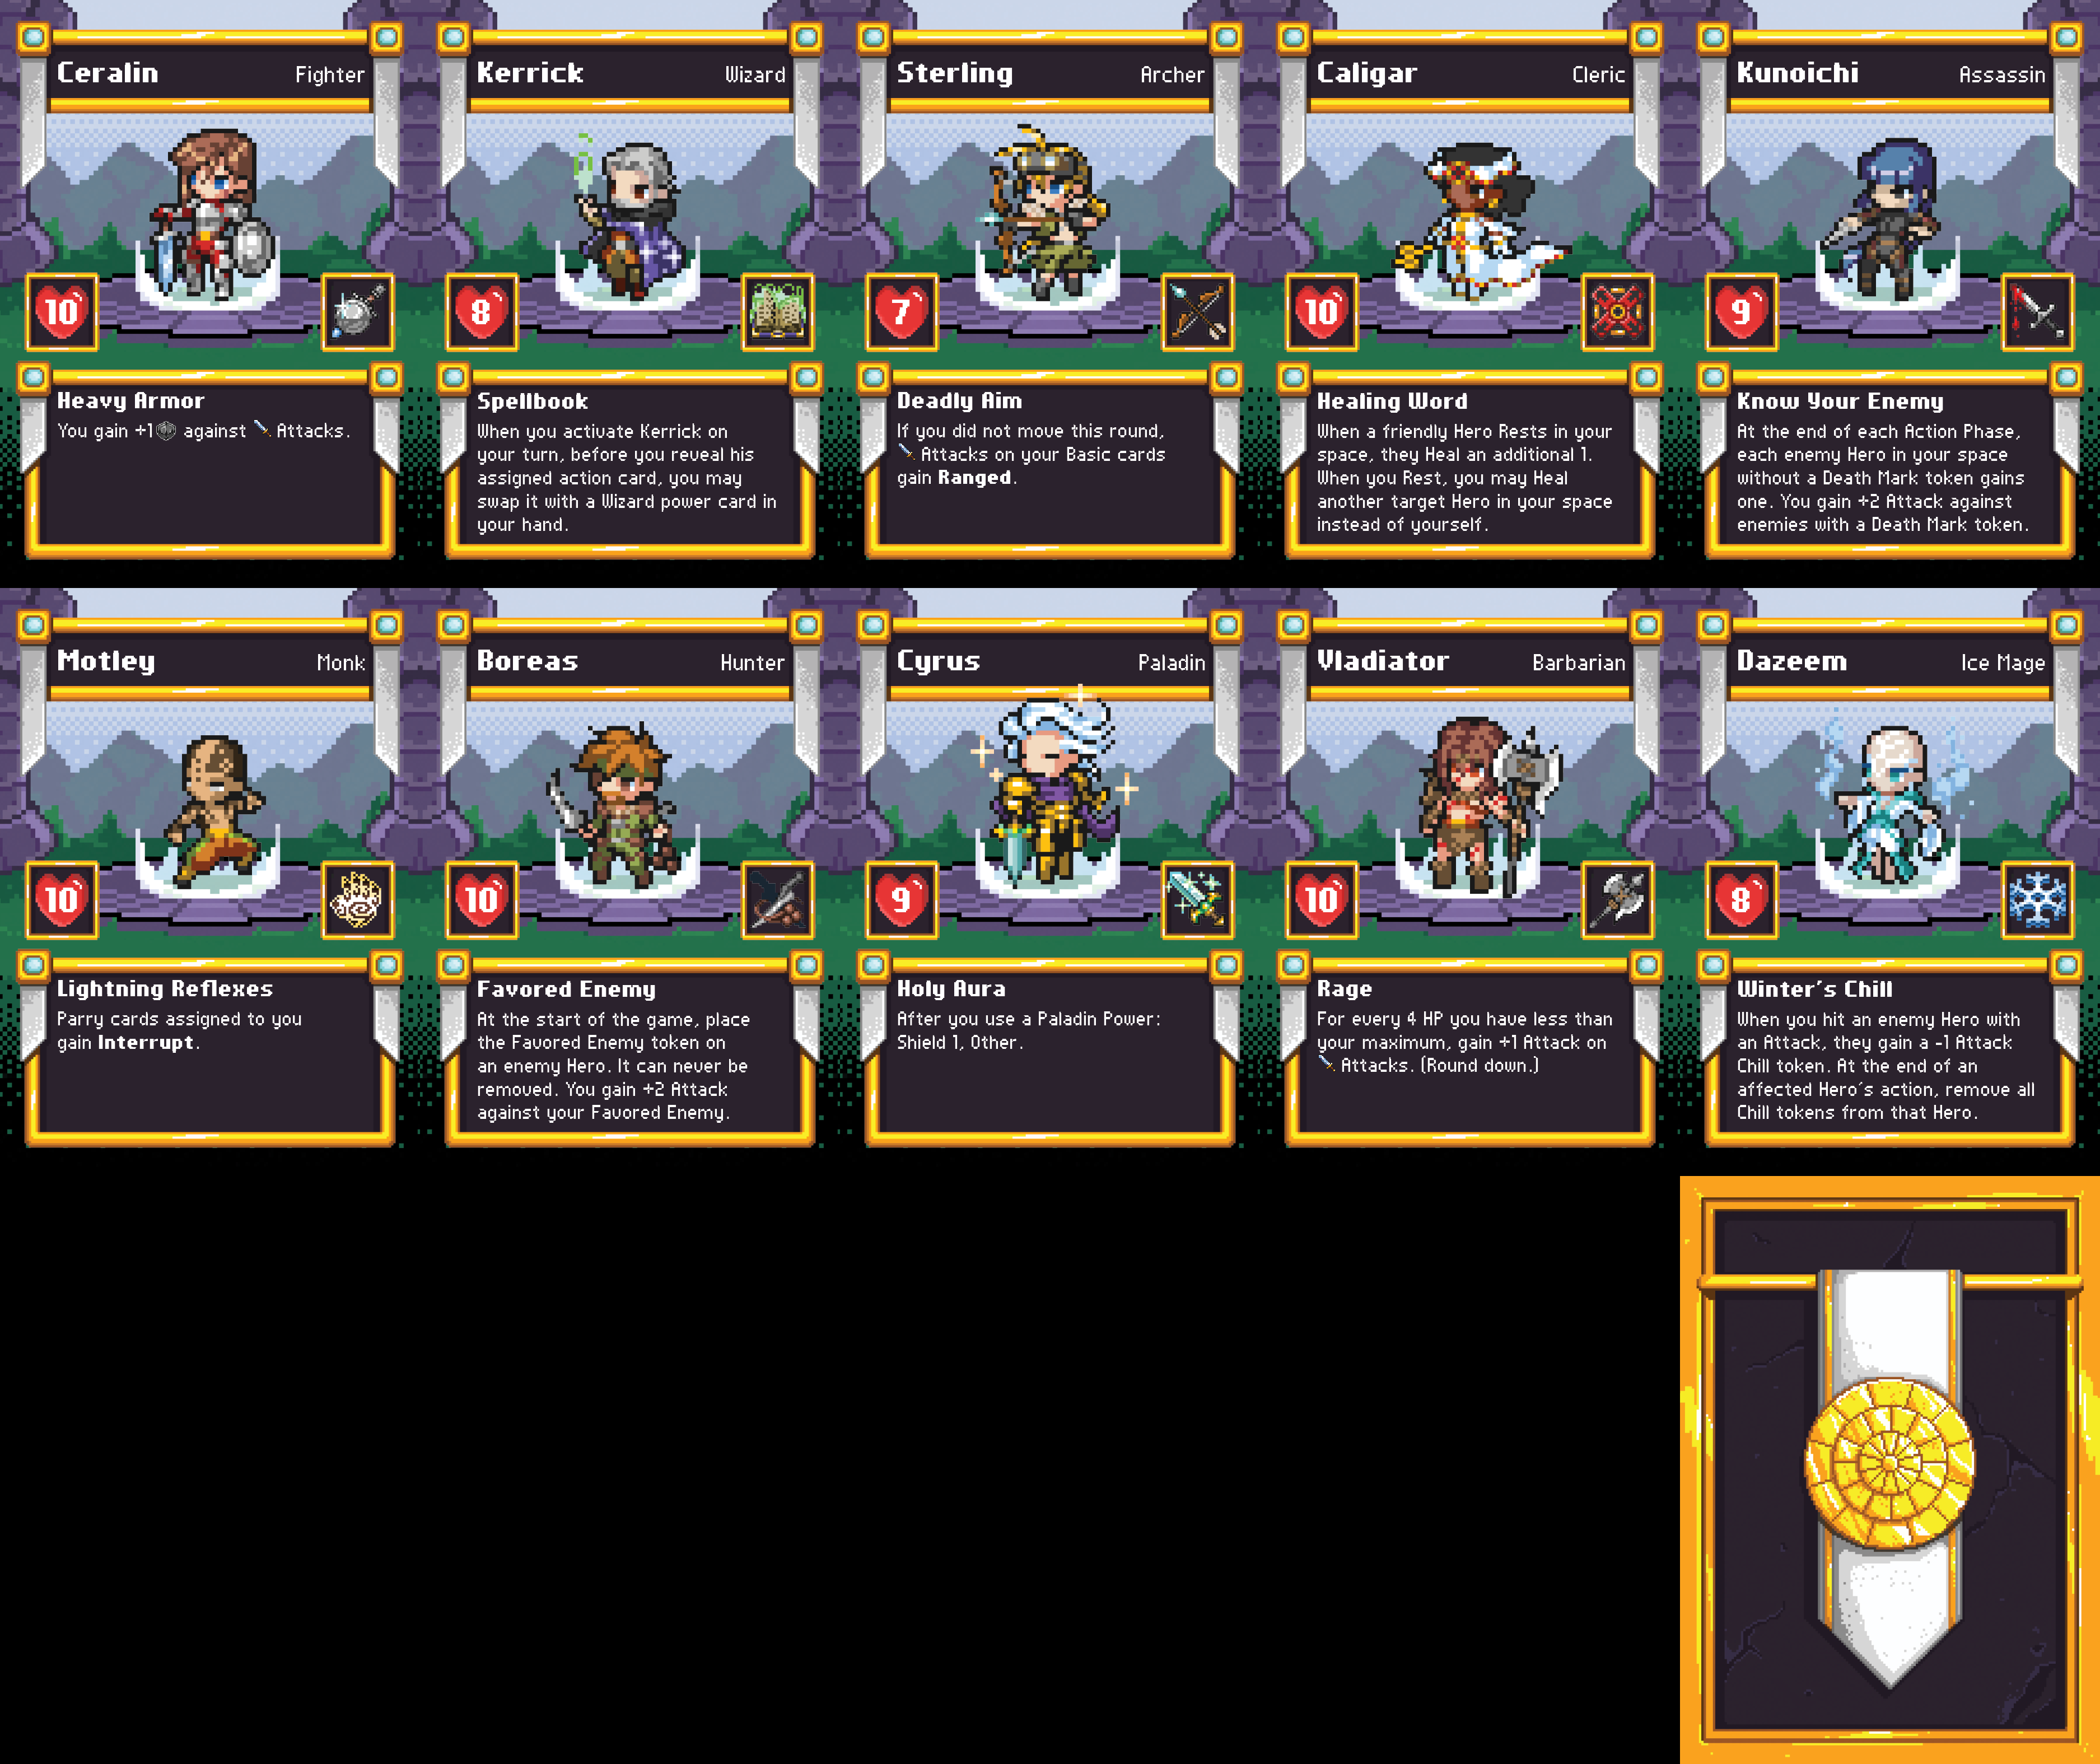 Ceralin Fighter
10
Heavy Armor
You gain +1 against Attacks.
Kerrick Wizard
8
Spellbook
When you activate Kerrick on
your turn, before you reveal his
assigned action card, you may
swap it with a Wizard power card in
your hand.
Sterling Archer
7
Deadly Aim
If you did not move this round,
Attacks on your Basic cards
gain Ranged.
Caligar Cleric
10
Healing Word
When a friendly Hero Rests in your
space, they Heal an additional 1.
When you Rest, you may Heal
another target Hero in your space
instead of yourself.
Kunoichi Assassin
9
Know Your Enemy
At the end of each Action Phase,
each enemy Hero in your space
without a Death Mark token gains
one. You gain +2 Attack against
enemies with a Death Mark token.
Motley Monk
10
Lightning Reflexes
Parry cards assigned to you
gain Interrupt.
Boreas Hunter
10
Favored Enemy
At the start of the game, place
the Favored Enemy token on
an enemy Hero. It can never be
removed. You gain +2 Attack
against your Favored Enemy.
Cyrus Paladin
9
Holy Aura
After you use a Paladin Power:
Shield 1, Other.
Vladiator Barbarian
10
Rage
For every 4 HP you have less than
your maximum, gain +1 Attack on
Attacks. (Round down.)
Dazeem Ice Mage
8
Winter's Chill
When you hit an enemy Hero with
an Attack, they gain a -1 Attack
Chill token. At the end of an
affected Hero's action, remove all
Chill tokens from that Hero.